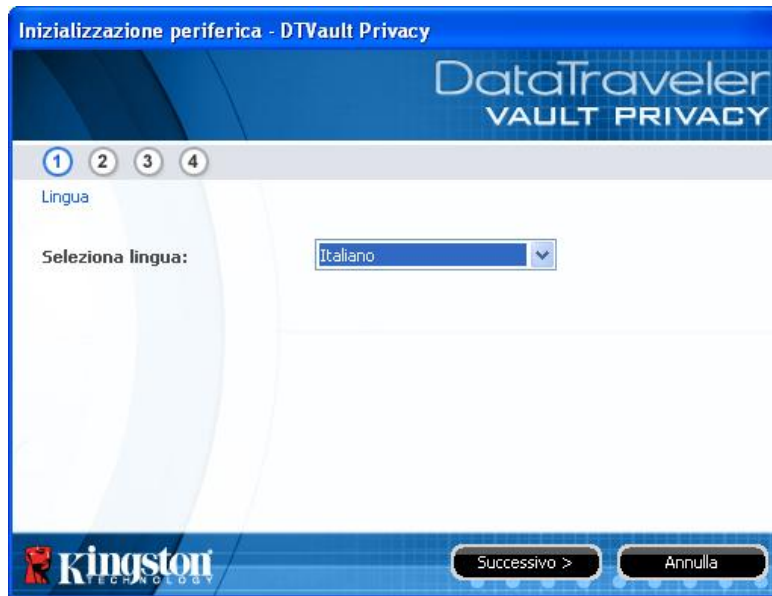 Inizializzazione periferica - DTVault Privacy
DataTraveler
VAULT PRIVACY
1 2 3 4
Lingua
Seleziona lingua: Italiano
Kingston
TECHNOLOGY
Successivo > Annulla